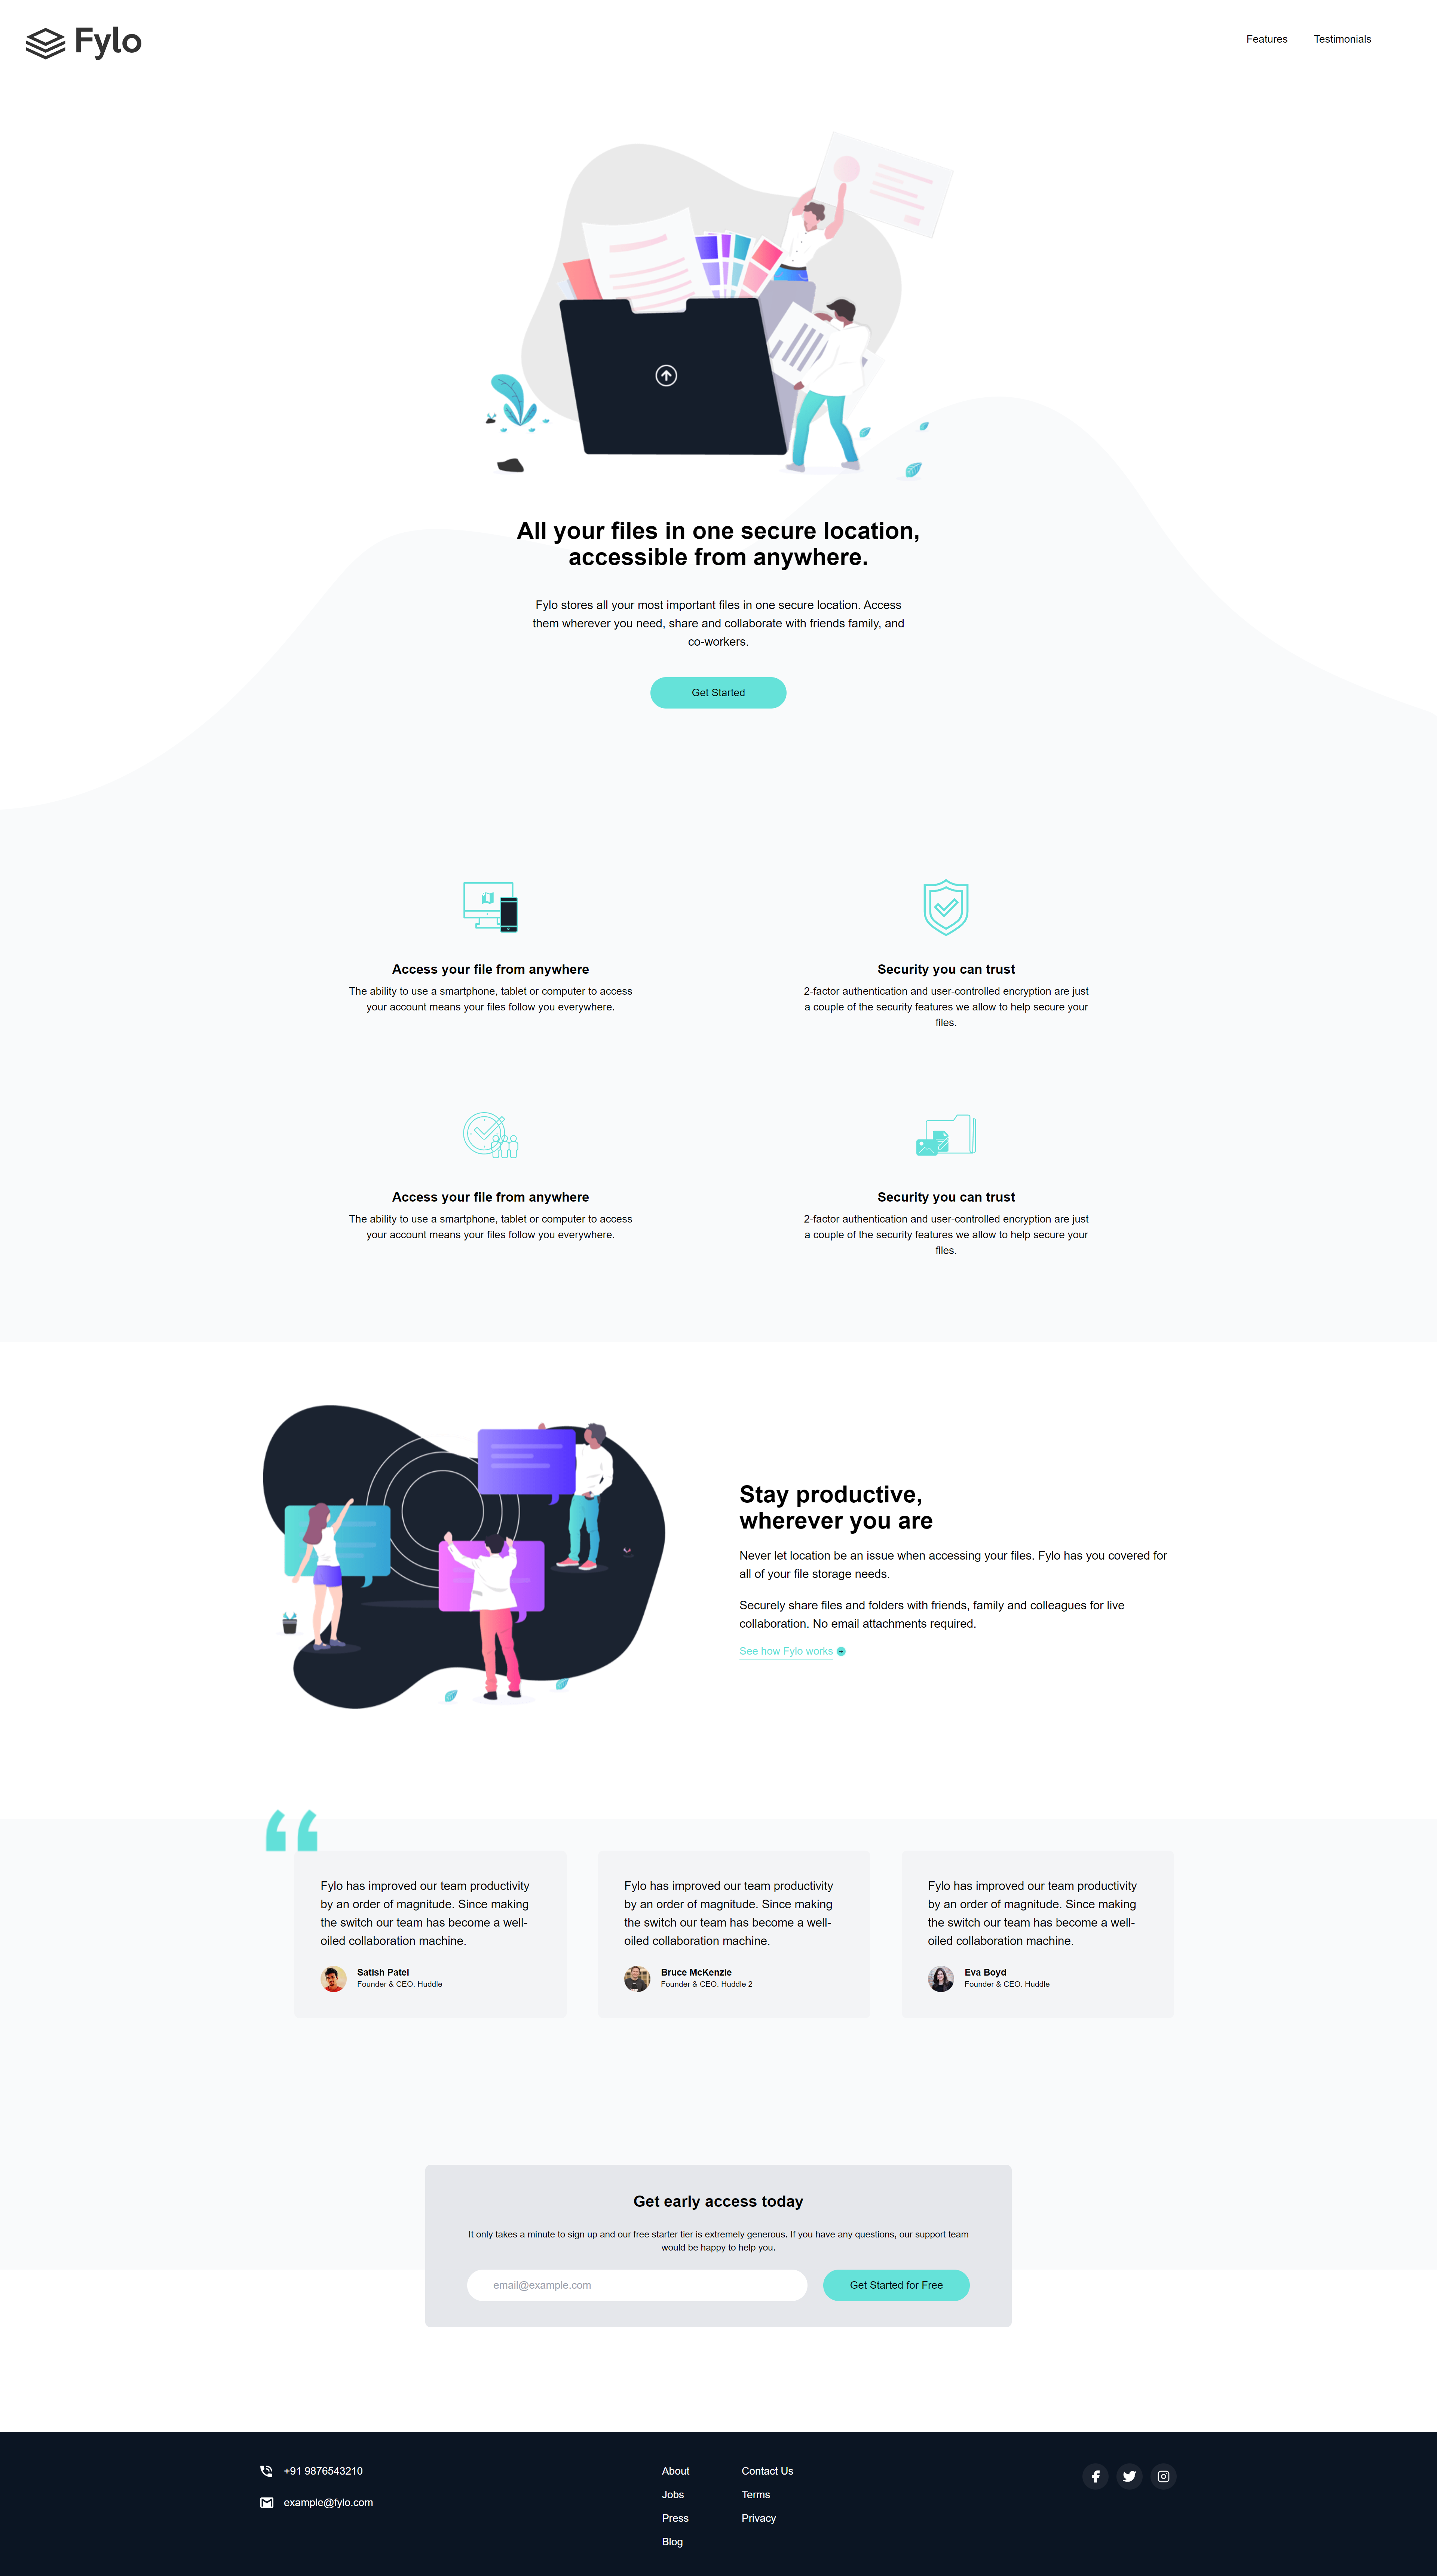 Fylo
Features
Testimonials
All your files in one secure location,
accessible from anywhere.
Fylo stores all your most important files in one secure location. Access
them wherever you need, share and collaborate with friends family, and
co-workers.
Get Started
Access your file from anywhere
The ability to use a smartphone, tablet or computer to access
your account means your files follow you everywhere.
Security you can trust
2-factor authentication and user-controlled encryption are just
a couple of the security features we allow to help secure your
files.
Access your file from anywhere
The ability to use a smartphone, tablet or computer to access
your account means your files follow you everywhere.
Security you can trust
2-factor authentication and user-controlled encryption are just
a couple of the security features we allow to help secure your
files.
Stay productive,
wherever you are
Never let location be an issue when accessing your files. Fylo has you covered for
all of your file storage needs.
Securely share files and folders with friends, family and colleagues for live
collaboration. No email attachments required.
See how Fylo works
Fylo has improved our team productivity
by an order of magnitude. Since making
the switch our team has become a well-
oiled collaboration machine.
Satish Patel
Founder & CEO. Huddle
Fylo has improved our team productivity
by an order of magnitude. Since making
the switch our team has become a well-
oiled collaboration machine.
Bruce McKenzie
Founder & CEO. Huddle 2
Fylo has improved our team productivity
by an order of magnitude. Since making
the switch our team has become a well-
oiled collaboration machine.
Eva Boyd
Founder & CEO. Huddle
Get early access today
It only takes a minute to sign up and our free starter tier is extremely generous. If you have any questions, our support team
would be happy to help you.
email@example.com
Get Started for Free
+91 9876543210
example@fylo.com
About
Jobs
Press
Blog
Contact Us
Terms
Privacy